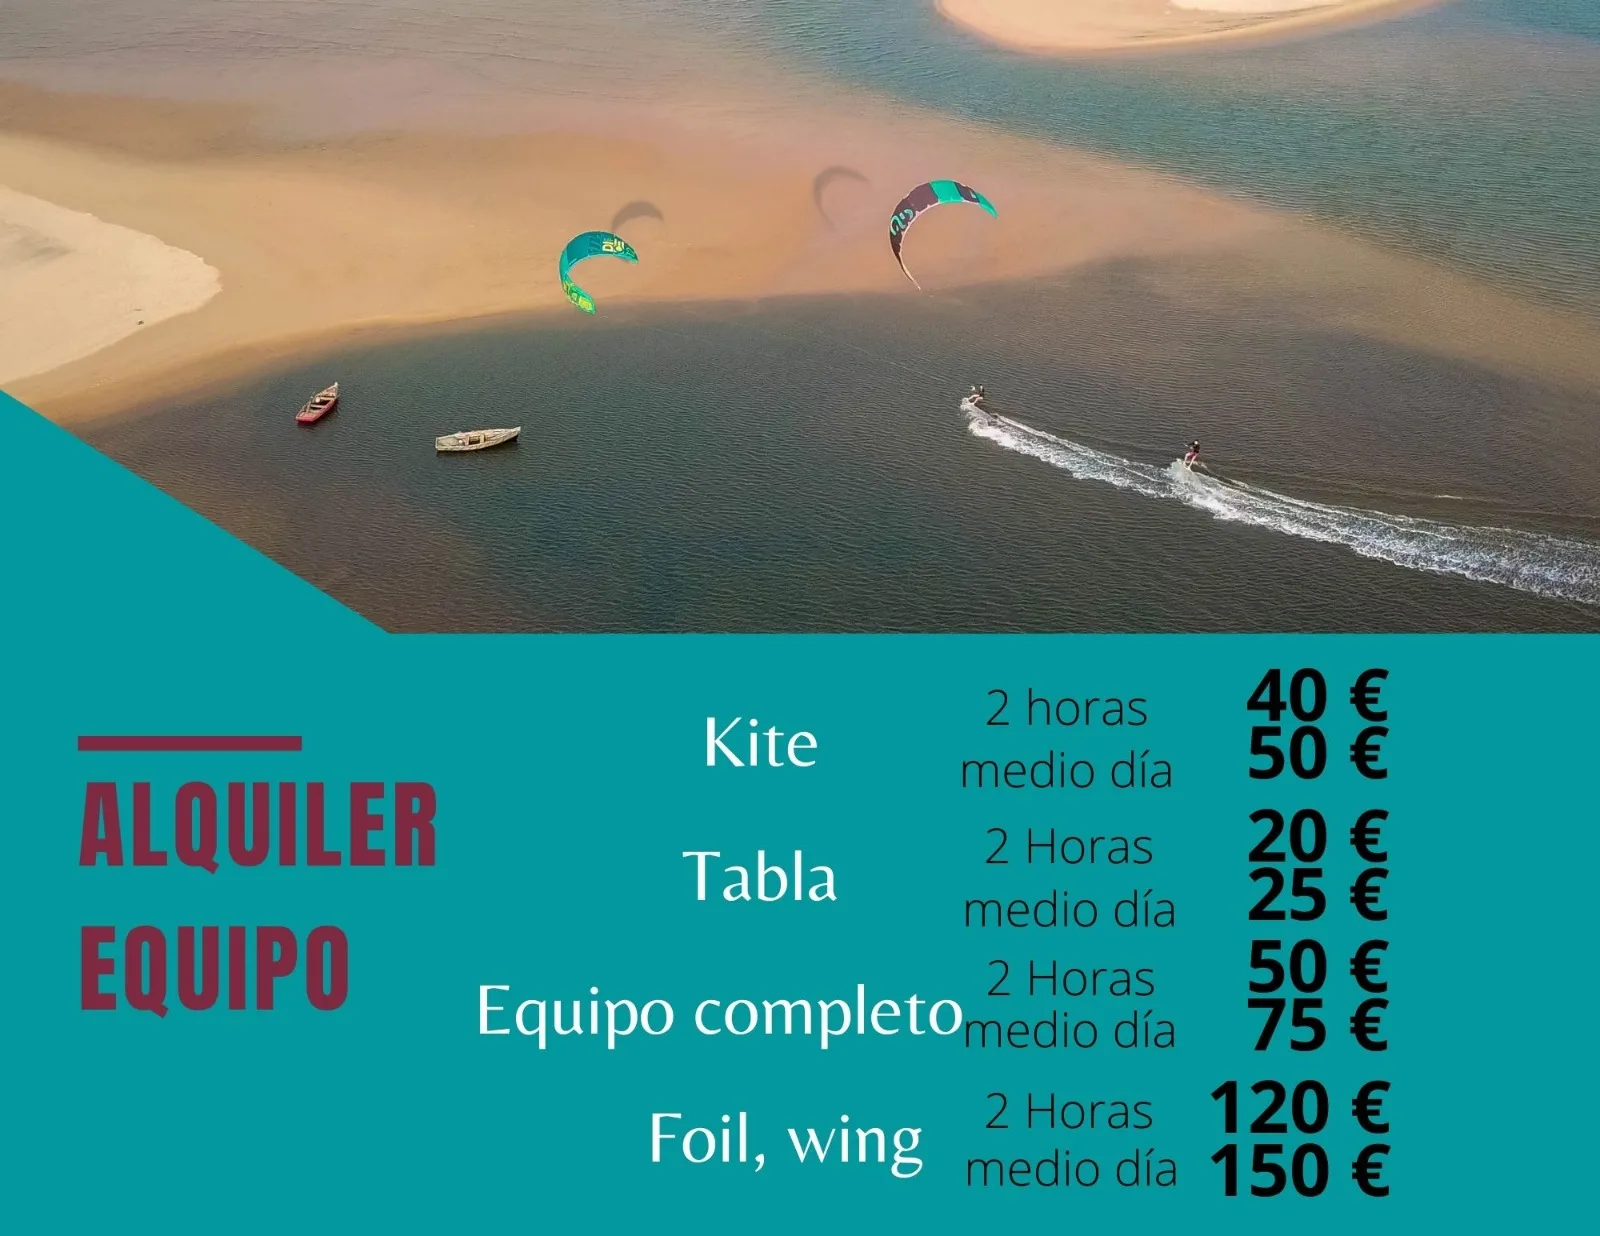 ALQUILER
EQUIPO
Kite
2 horas 40 €
medio día 50 €
Tabla
2 Horas 20 €
medio día 25 €
Equipo completo
2 Horas 50 €
medio día 75 €
Foil, wing
2 Horas 120 €
medio día 150 €